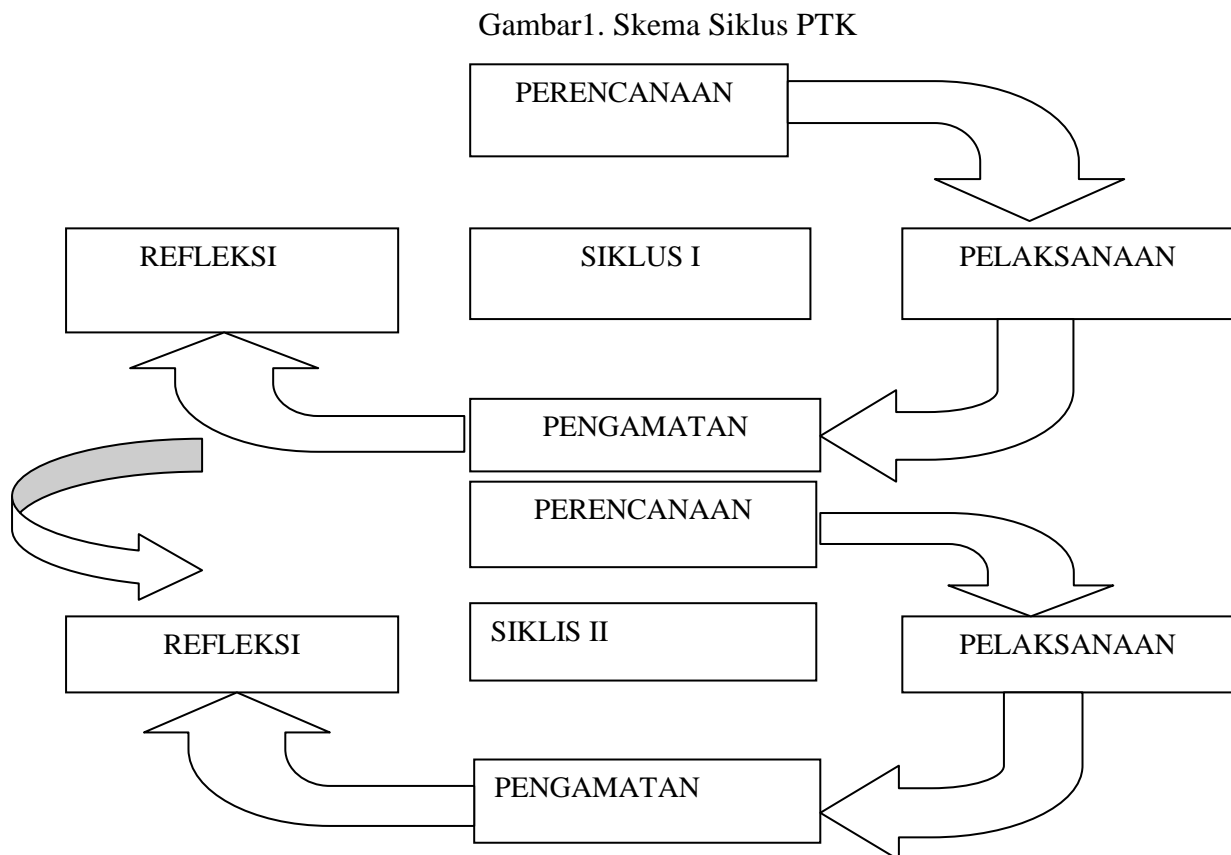 Gambar1. Skema Siklus PTK
PERENCANAAN
REFLEKSI
SIKLUS I
PELAKSANAAN
PENGAMATAN
PERENCANAAN
REFLEKSI
SIKLIS II
PELAKSANAAN
PENGAMATAN